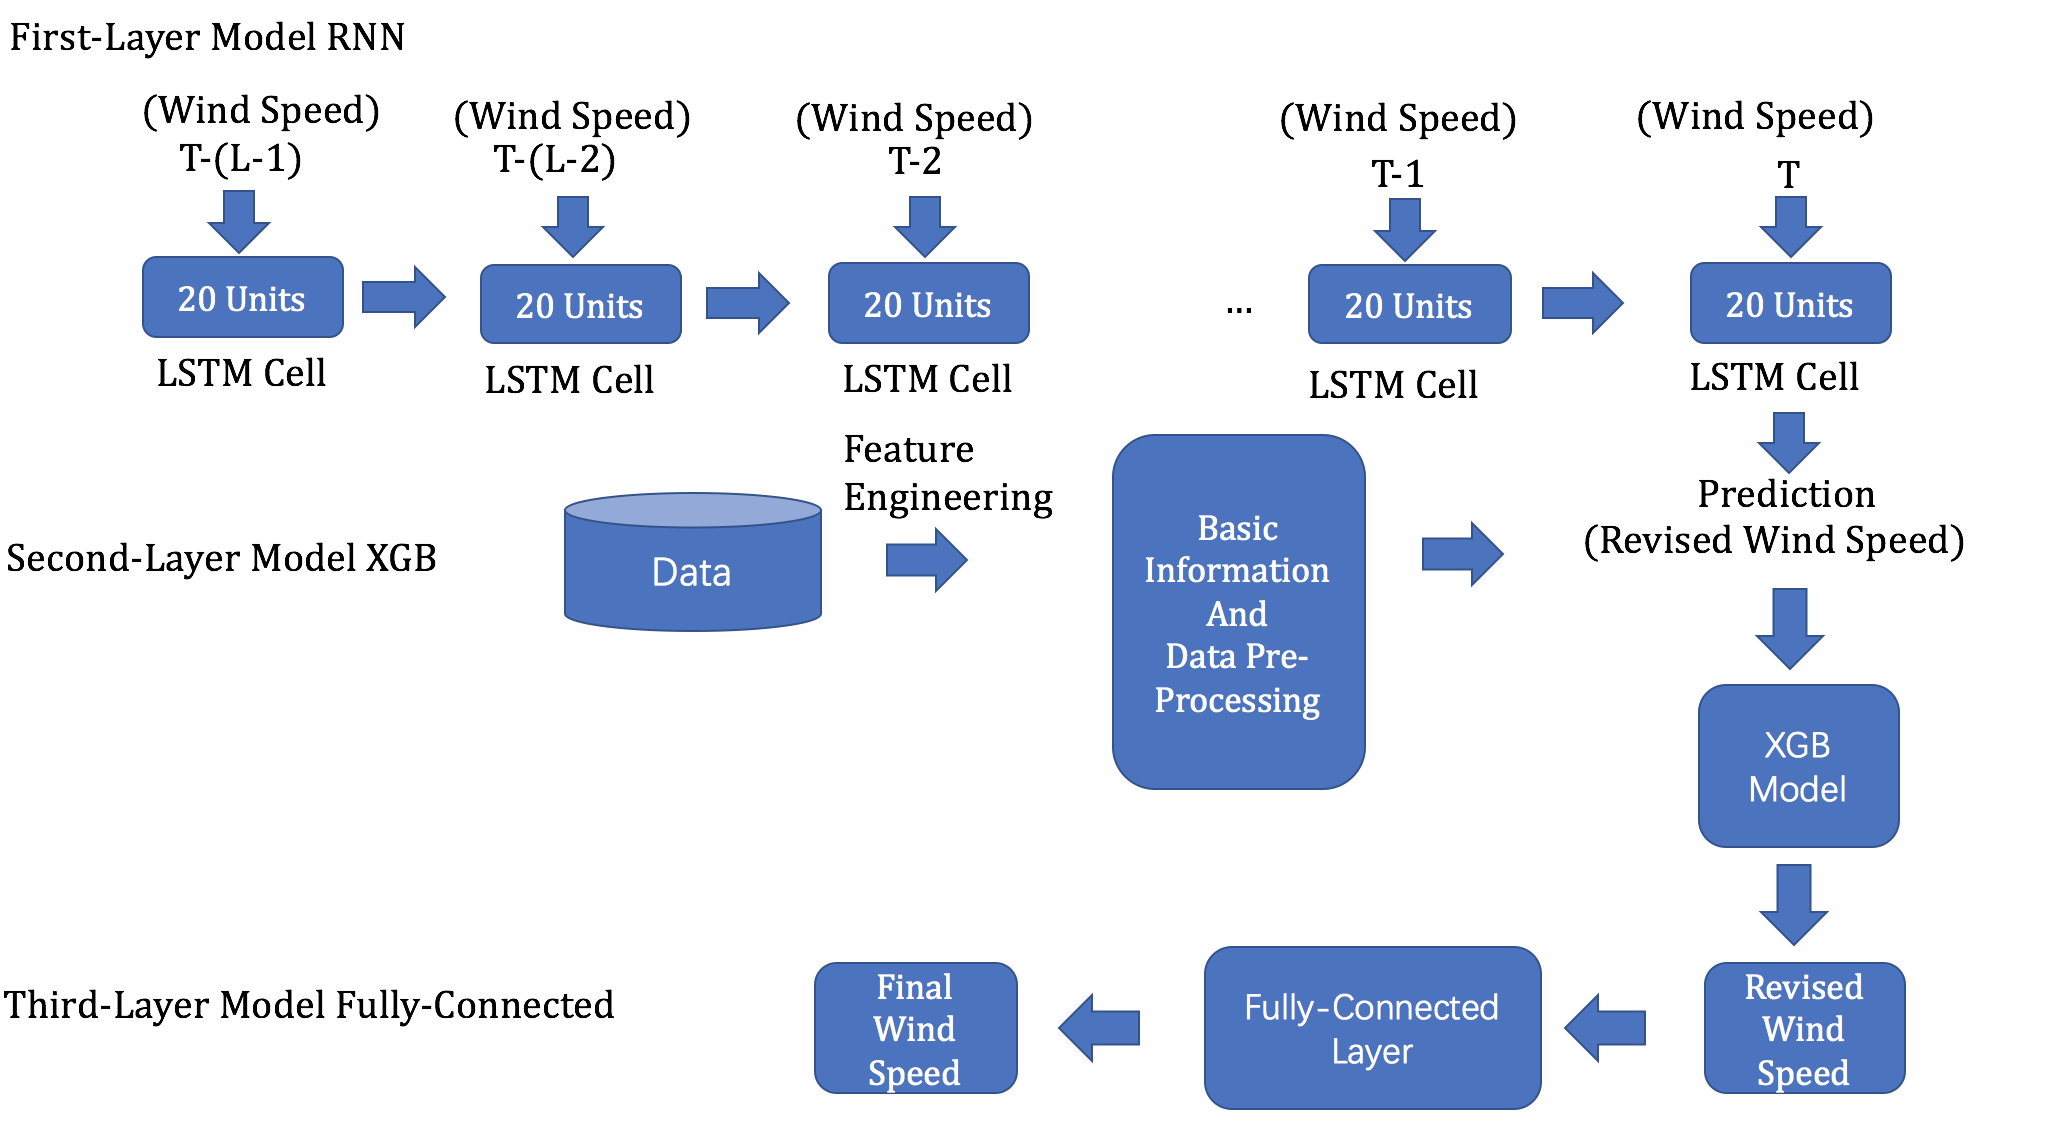 First-Layer Model RNN
(Wind Speed)
T-(L-1)
(Wind Speed)
T-(L-2)
(Wind Speed)
T-2
(Wind Speed)
T-1
(Wind Speed)
T
20 Units
20 Units
20 Units
...
20 Units
20 Units
LSTM Cell
LSTM Cell
LSTM Cell
LSTM Cell
LSTM Cell
Second-Layer Model XGB
Data
Feature
Engineering
Basic
Information
And
Data Pre-
Processing
Prediction
(Revised Wind Speed)
XGB
Model
Third-Layer Model Fully-Connected
Final
Wind
Speed
Fully-Connected
Layer
Revised
Wind
Speed